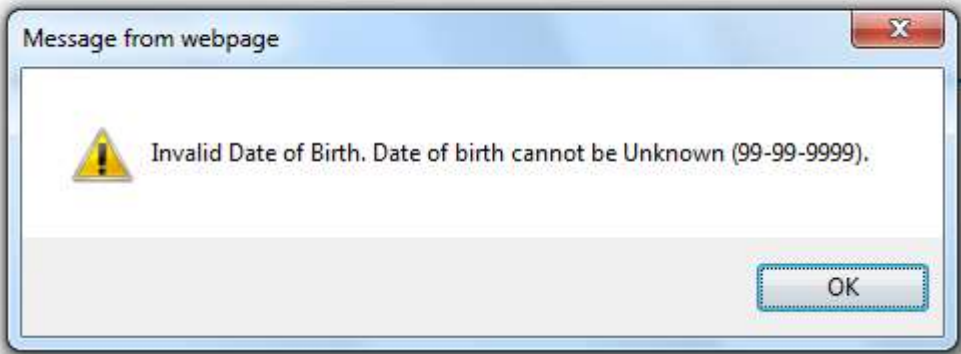 Message from webpage
Invalid Date of Birth. Date of birth cannot be Unknown (99-99-9999).
OK